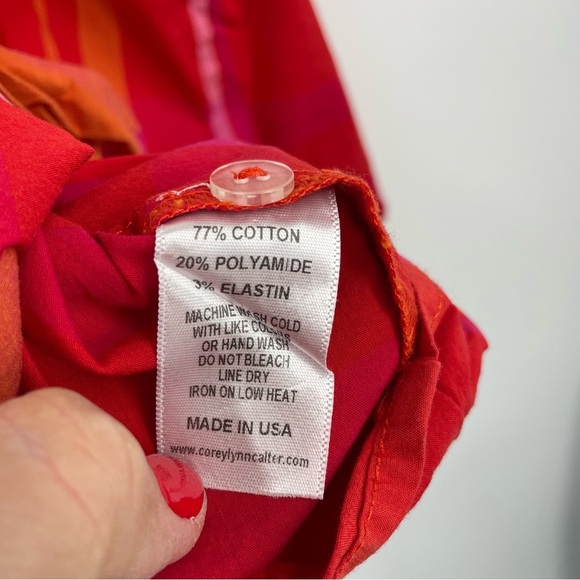 77% COTTON
20% POLYAMIDE
3% ELASTIN
MACHINE WASH COLD
WITH LIKE COLORS
OR HAND WASH
DO NOT BLEACH
LINE DRY
IRON ON LOW HEAT
MADE IN USA
www.coreylynncalter.com